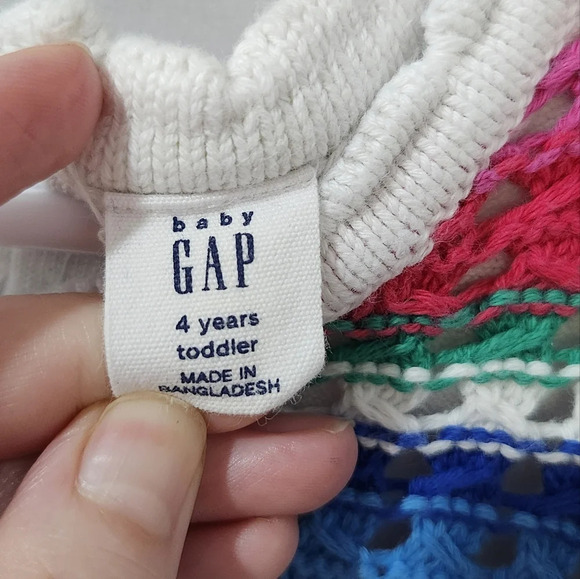 baby
GAP
4 years
toddler
MADE IN
BANGLADESH